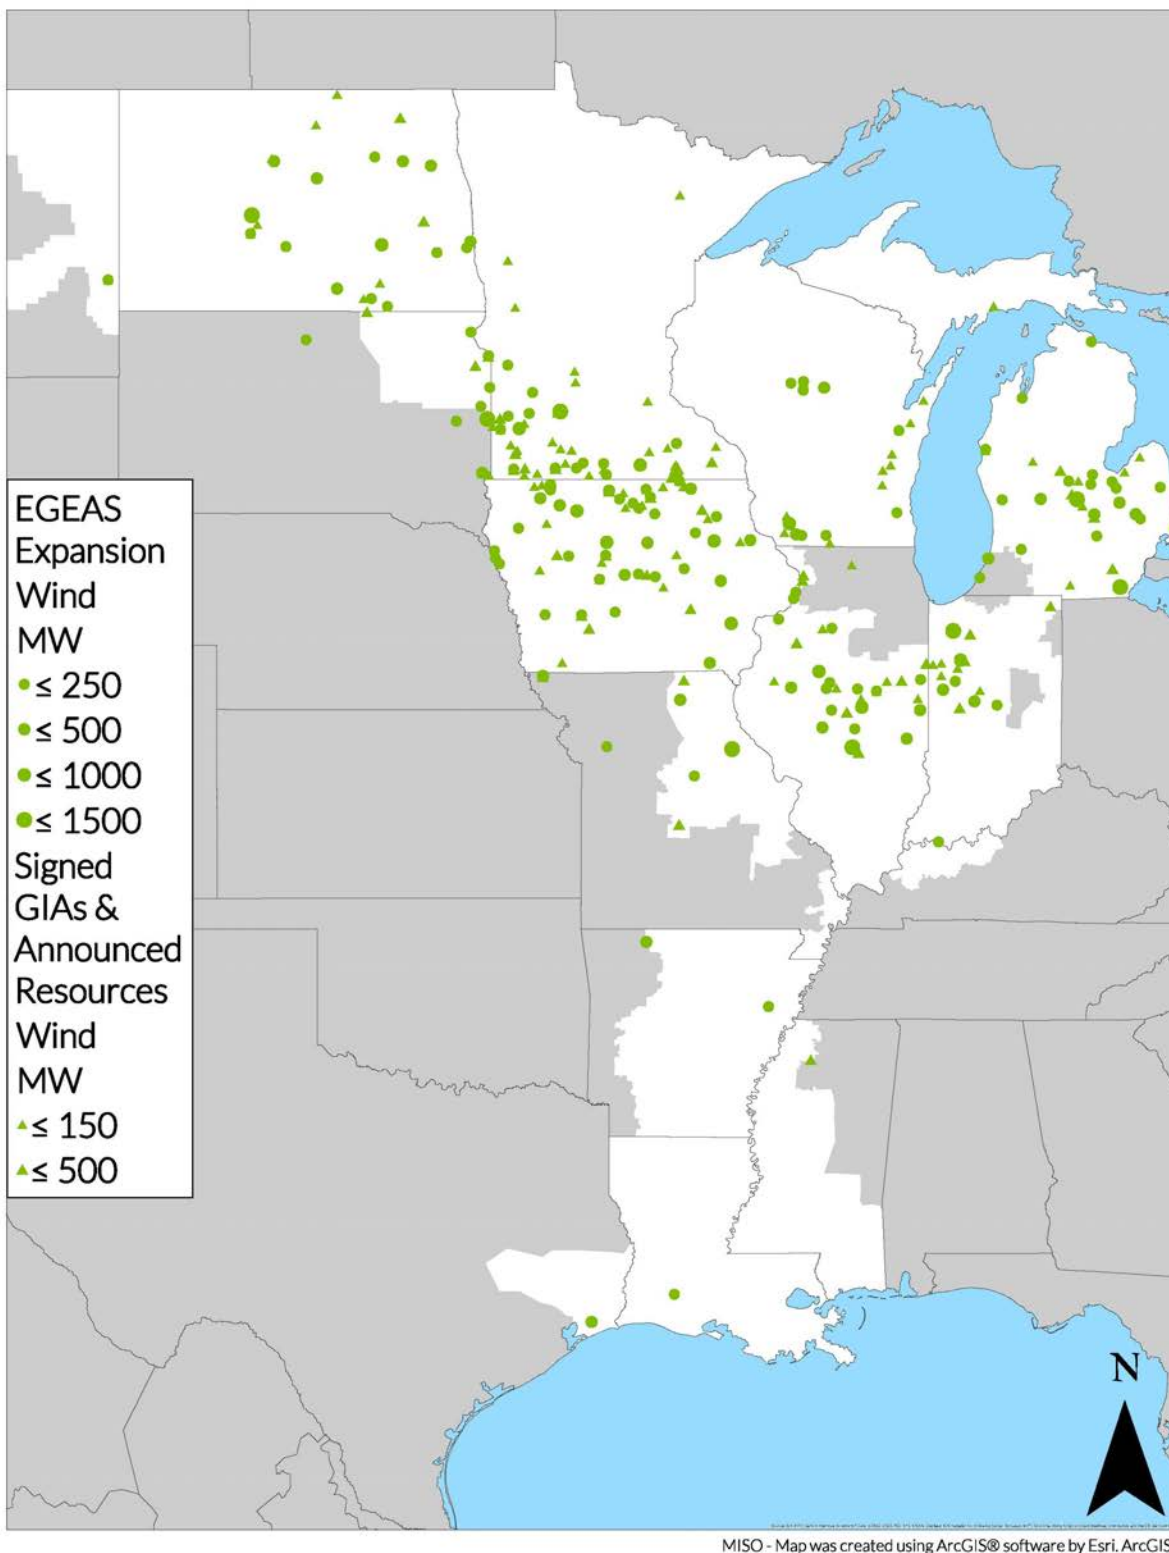 EGEAS
Expansion
Wind
MW
≤ 250
≤ 500
≤ 1000
≤ 1500
Signed
GIAs &
Announced
Resources
Wind
MW
≤ 150
≤ 500
N
MISO - Map was created using ArcGIS® software by Esri. ArcGIS